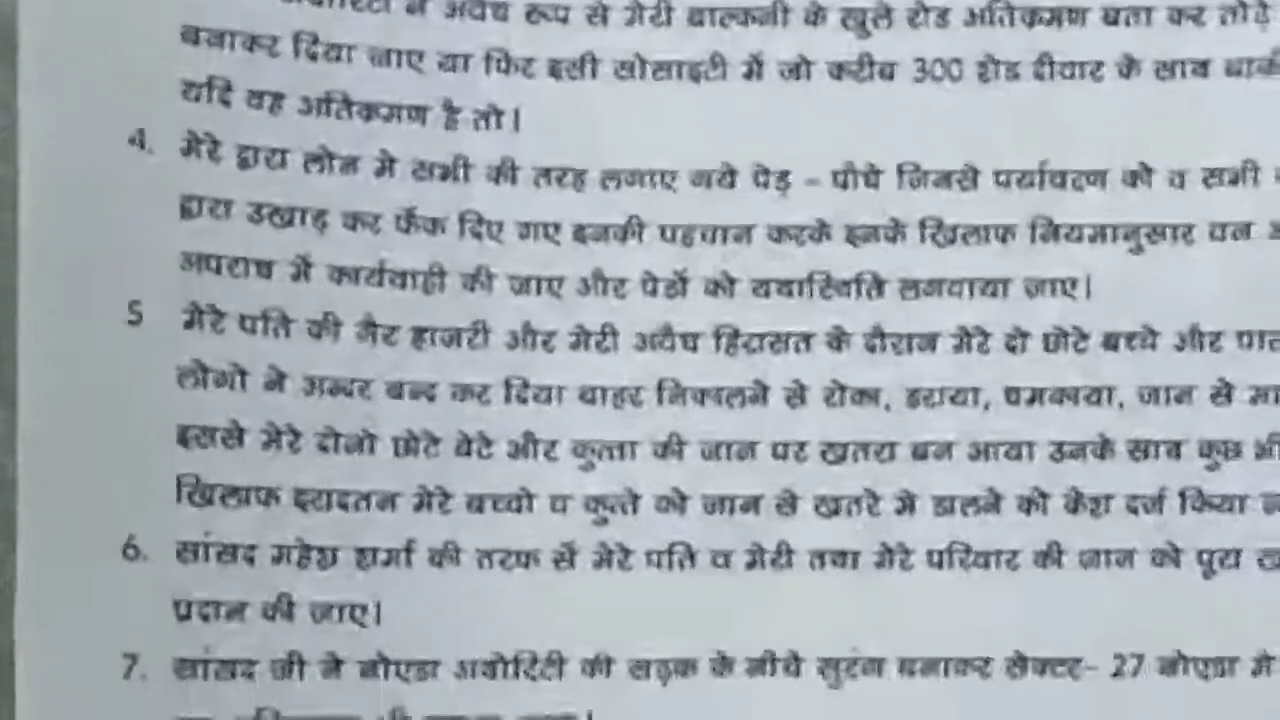 ने अवैध रूप से मेरी बाल्कनी के खुले शेड अतिक्रमण बता कर तोड़े
बनाकर दिया जाए या फिर इसी सोसाइटी में जो करीब 300 शेड दीवार के साथ
यदि वह अतिक्रमण है तो।
4. मेरे द्वारा लोन मे सभी की तरह लगाए गये पेड़ - पौधे जिनसे पर्यावरण को व सभी
द्वारा उखाड़ कर फेंक दिए गए इनकी पहचान करके इनके खिलाफ नियमानुसार वन
अपराध में कार्यवाही की जाए और पेडों को यथास्थिति लगवाया जाए।
5 मेरे पति की गैर हाजरी और मेरी अवैध हिरासत के दौरान मेरे दो छोटे बच्चे और
लोगो ने अन्दर बन्द कर दिया बाहर निकालने से रोका, डराया, धमकाया, जान से
इससे मेरे दोनो छोटे बेटे और कुत्ता की जान पर खतरा बन आया उनके साथ कुछ भी
खिलाफ इरादतन मेरे बच्चो व कुत्ते को जान से खतरे मे डालने को केश दर्ज किया
6. सांसद महेश शर्मा की तरफ से मेरे पति व मेरी तथा मेरे परिवार की जान को पूरा
प्रदान की जाए।
7. सांसद जी ने नोएडा अथोरिटी की सड़क के नीचे सुरंग बनाकर सेक्टर- 27 नोएडा मे